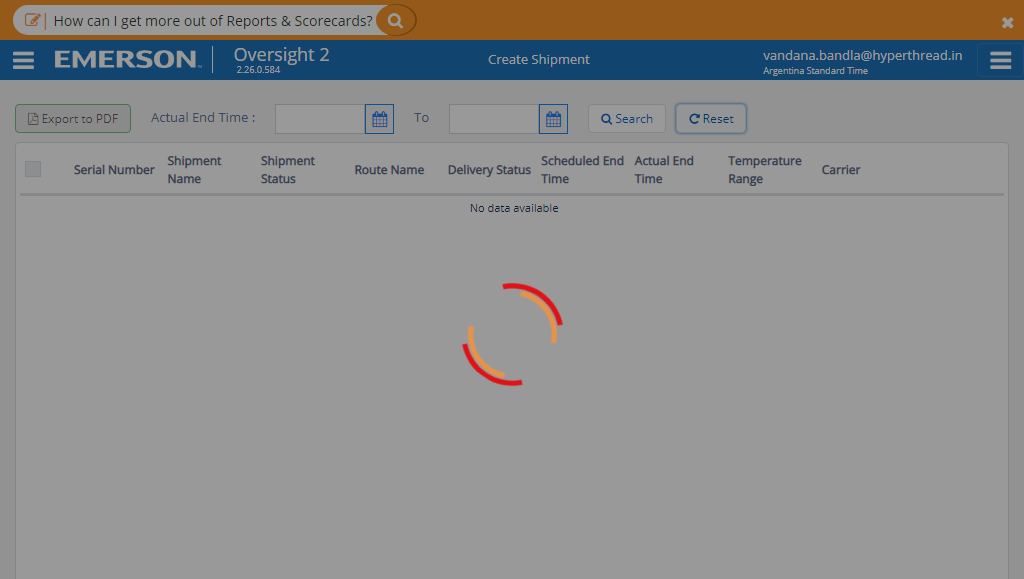 How can I get more out of Reports & Scorecards?
EMERSON
Oversight 2
2.26.0.584
Create Shipment
vandana.bandla@hyperthread.in
Argentina Standard Time
Export to PDF
Actual End Time :
To
Search
Reset
Serial Number
Shipment
Name
Shipment
Status
Route Name
Delivery Status
Scheduled End
Time
Actual End
Time
Temperature
Range
Carrier
No data available